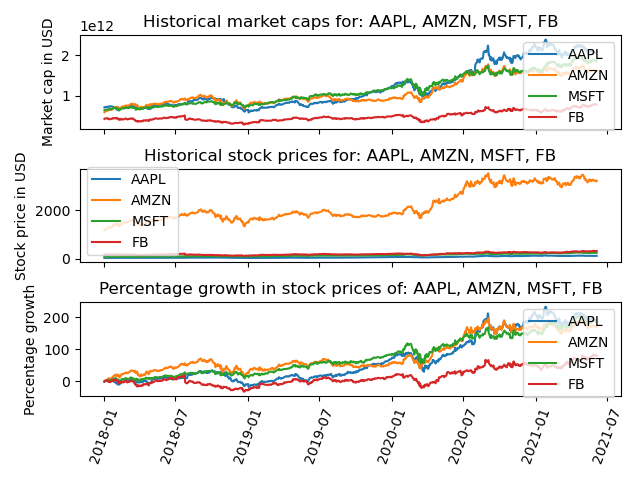 Historical market caps for: AAPL, AMZN, MSFT, FB
1e12
Market cap in USD
2
1
AAPL
AMZN
MSFT
FB
Historical stock prices for: AAPL, AMZN, MSFT, FB
Stock price in USD
2000
0
AAPL
AMZN
MSFT
FB
Percentage growth in stock prices of: AAPL, AMZN, MSFT, FB
Percentage growth
200
100
0
AAPL
AMZN
MSFT
FB
2018-01
2018-07
2019-01
2019-07
2020-01
2020-07
2021-01
2021-07